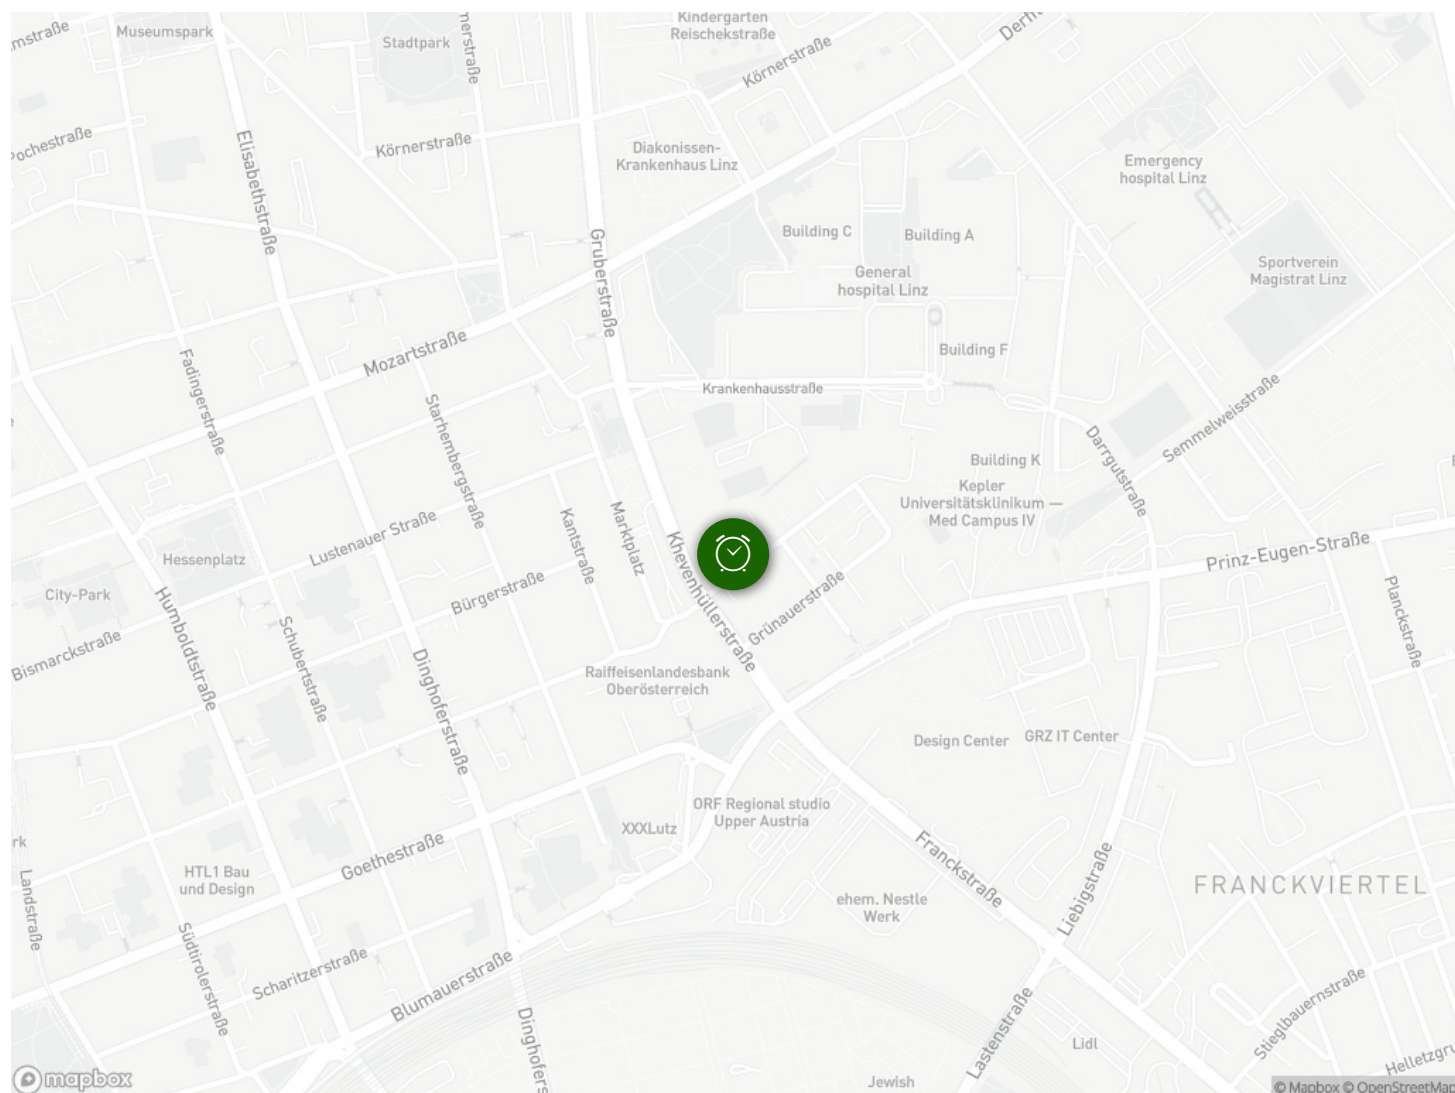 Kindergarten
Reischekstraße
Museumspark
Stadtpark
Körnerstraße
Körnerstraße
Elisabethstraße
Diakonissen-
Krankenhaus Linz
Emergency
hospital Linz
Building C
Building A
Gruberstraße
General
hospital Linz
Sportverein
Magistrat Linz
Mozartstraße
Building F
Fadingerstraße
Krankenhausstraße
Starhembergstraße
Semmelweisstraße
Darrgutstraße
Building K
Kepler
Universitätsklinikum —
Med Campus IV
Lustenauer Straße
Kantstraße
Marktplatz
Hessenplatz
Khevenhüllerstraße
Prinz-Eugen-Straße
City-Park
Bürgerstraße
Grünauerstraße
Planckstraße
Bismarckstraße
Humboldtstraße
Schubertstraße
Dinghoferstraße
Raiffeisenlandesbank
Oberösterreich
Design Center
GRZ IT Center
ORF Regional studio
Upper Austria
XXXLutz
Goethestraße
HTL1 Bau
und Design
Franckstraße
Liebigstraße
FRANCKVIERTEL
ehem. Nestle
Werk
Landstraße
Südtirolerstraße
Scharitzerstraße
Blumauerstraße
Lastenstraße
Stieglbauernstraße
Dinghofers
Lidl
Helletzgru
Jewish
mapbox
© Mapbox © OpenStreetMap